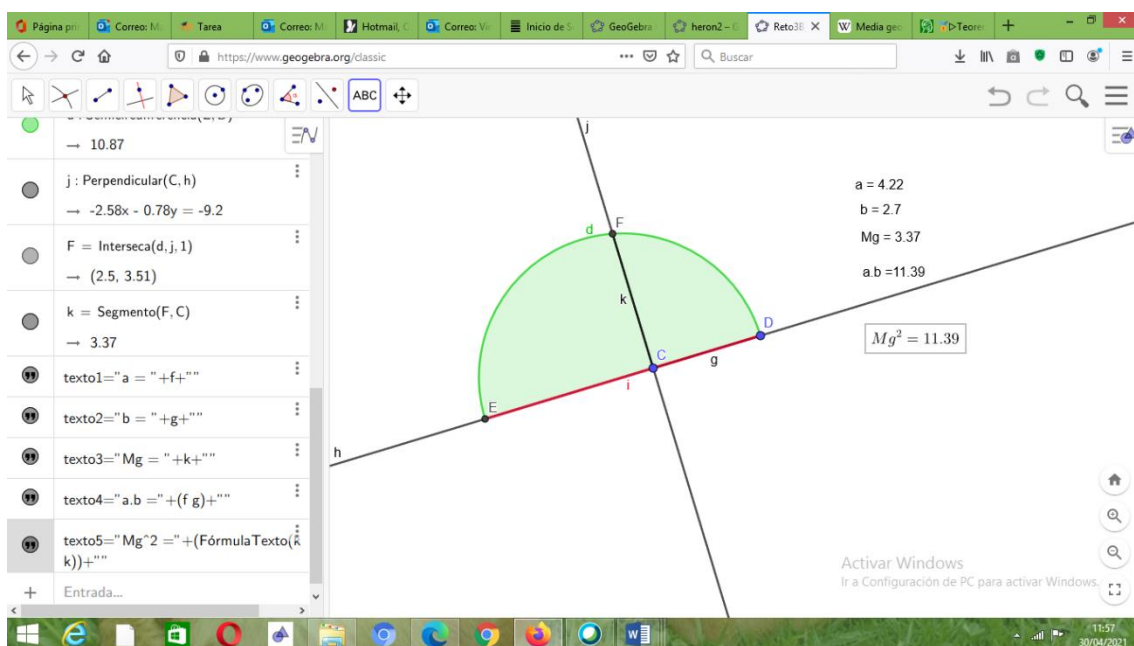 Página pri
Correo: M
Tarea
Correo: M
Hotmail, O
Correo: Vi
Inicio de S
GeoGebra
heron2 – G
Reto3B
Media geo
Teore
https://www.geogebra.org/classic
Buscar
ABC
→ 10.87
j : Perpendicular(C, h)
→ -2.58x - 0.78y = -9.2
F = Interseca(d, j, 1)
→ (2.5, 3.51)
k = Segmento(F, C)
→ 3.37
texto1="a = "+f+""
texto2="b = "+g+""
texto3="Mg = "+k+""
texto4="a.b ="+(f g)+""
texto5="Mg^2 ="+(FórmulaTexto(k
k))+""
Entrada...
j
d
F
k
D
C
g
i
E
h
a = 4.22
b = 2.7
Mg = 3.37
a.b =11.39
Mg² = 11.39
Activar Windows
Ir a Configuración de PC para activar Windows.
11:57
30/04/2021